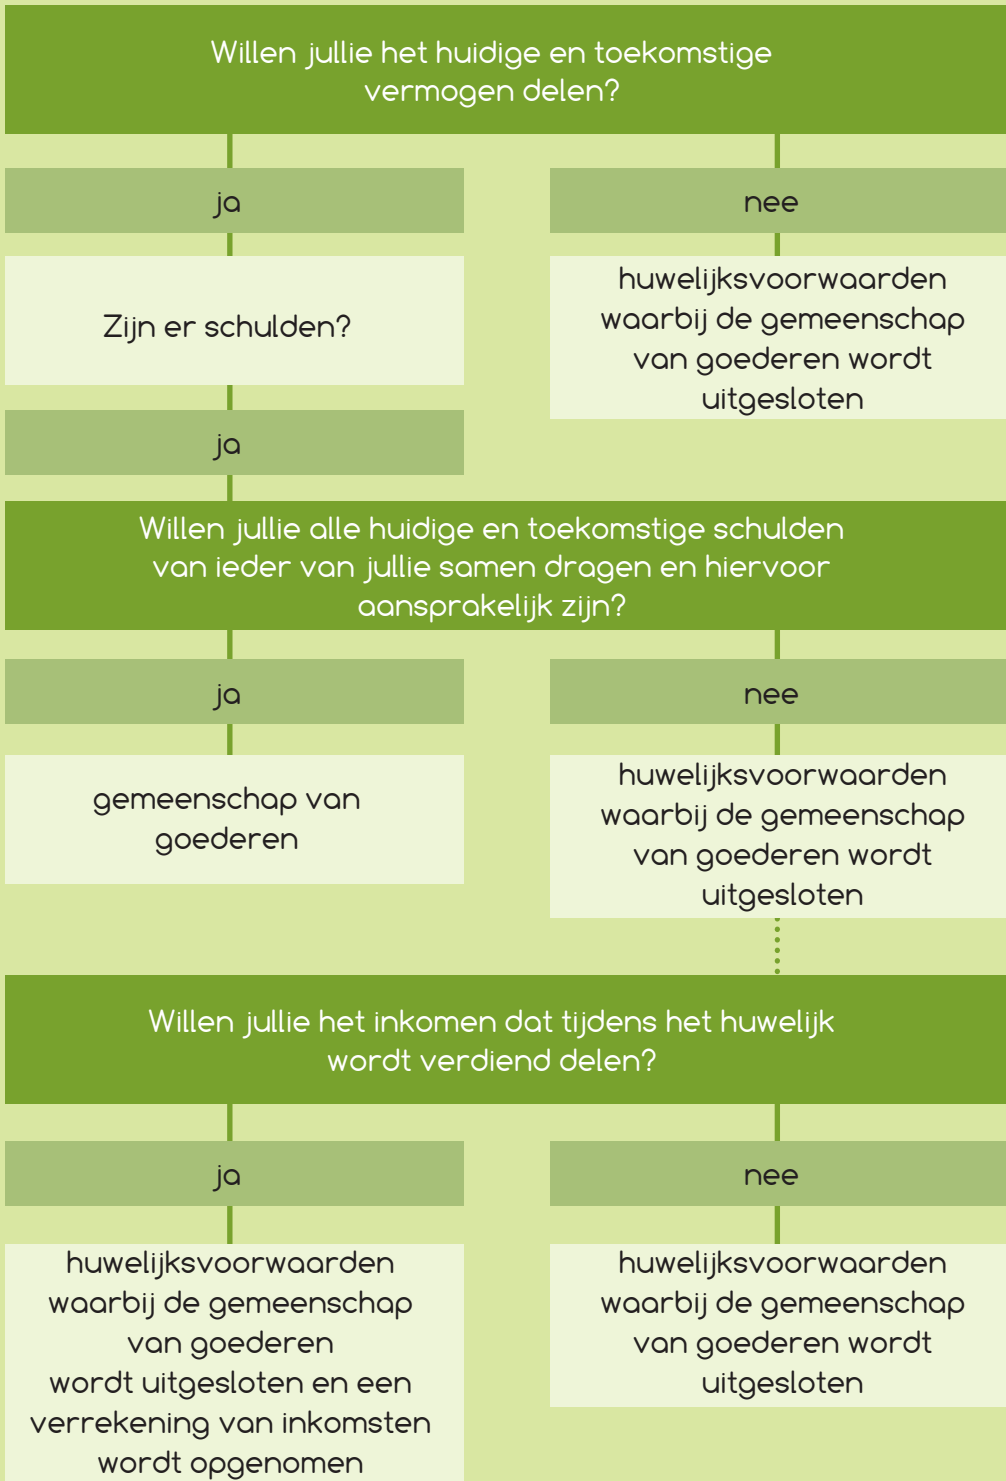 Willen jullie het huidige en toekomstige
vermogen delen?
ja
nee
Zijn er schulden?
huwelijksvoorwaarden
waarbij de gemeenschap
van goederen wordt
uitgesloten
ja
Willen jullie alle huidige en toekomstige schulden
van ieder van jullie samen dragen en hiervoor
aansprakelijk zijn?
ja
nee
gemeenschap van
goederen
huwelijksvoorwaarden
waarbij de gemeenschap
van goederen wordt
uitgesloten
Willen jullie het inkomen dat tijdens het huwelijk
wordt verdiend delen?
ja
nee
huwelijksvoorwaarden
waarbij de gemeenschap
van goederen
wordt uitgesloten en een
verrekening van inkomsten
wordt opgenomen
huwelijksvoorwaarden
waarbij de gemeenschap
van goederen wordt
uitgesloten